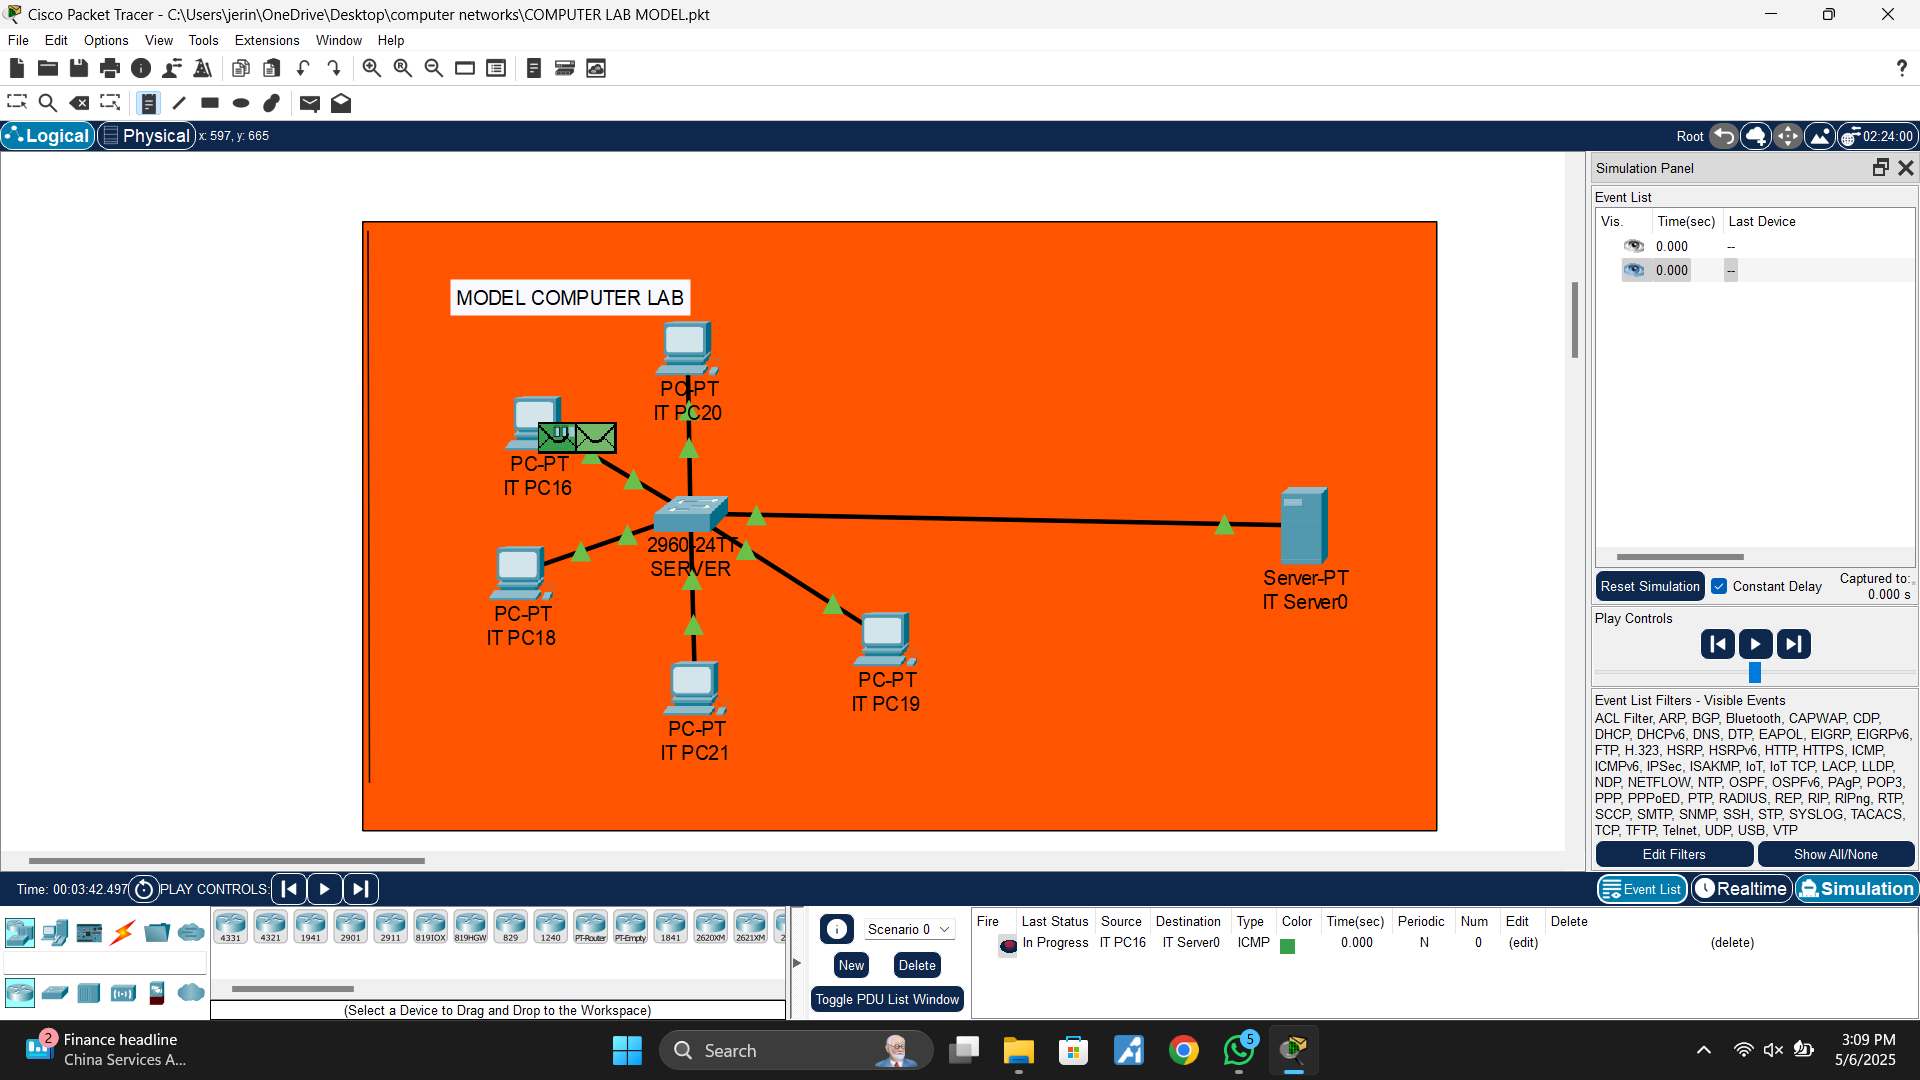 Cisco Packet Tracer - C:\Users\jerin\OneDrive\Desktop\computer networks\COMPUTER LAB MODEL.pkt
File Edit Options View Tools Extensions Window Help
?
Logical Physical x: 597, y: 665
Root 02:24:00
MODEL COMPUTER LAB
PC-PT
IT PC20
PC-PT
IT PC16
2960-24TT
SERVER
PC-PT
IT PC18
PC-PT
IT PC21
PC-PT
IT PC19
Server-PT
IT Server0
Simulation Panel
Event List
Vis. Time(sec) Last Device
0.000 --
0.000 --
Reset Simulation Constant Delay Captured to:
0.000 s
Play Controls
Event List Filters - Visible Events
ACL Filter, ARP, BGP, Bluetooth, CAPWAP, CDP,
DHCP, DHCPv6, DNS, DTP, EAPOL, EIGRP, EIGRPv6,
FTP, H.323, HSRP, HSRPv6, HTTP, HTTPS, ICMP,
ICMPv6, IPSec, ISAKMP, IoT, IoT TCP, LACP, LLDP,
NDP, NETFLOW, NTP, OSPF, OSPFv6, PAgP, POP3,
PPP, PPPoED, PTP, RADIUS, REP, RIP, RIPng, RTP,
SCCP, SMTP, SNMP, SSH, STP, SYSLOG, TACACS,
TCP, TFTP, Telnet, UDP, USB, VTP
Edit Filters Show All/None
Time: 00:03:42.497 PLAY CONTROLS:
Event List Realtime Simulation
4331 4321 1941 2901 2911 819IOX 819HGW 829 1240 PT-Router PT-Empty 1841 2620XM 2621XM 2
(Select a Device to Drag and Drop to the Workspace)
Scenario 0
New Delete
Toggle PDU List Window
Fire Last Status Source Destination Type Color Time(sec) Periodic Num Edit Delete
In Progress IT PC16 IT Server0 ICMP 0.000 N 0 (edit) (delete)
2
Finance headline
China Services A...
Search
5
3:09 PM
5/6/2025